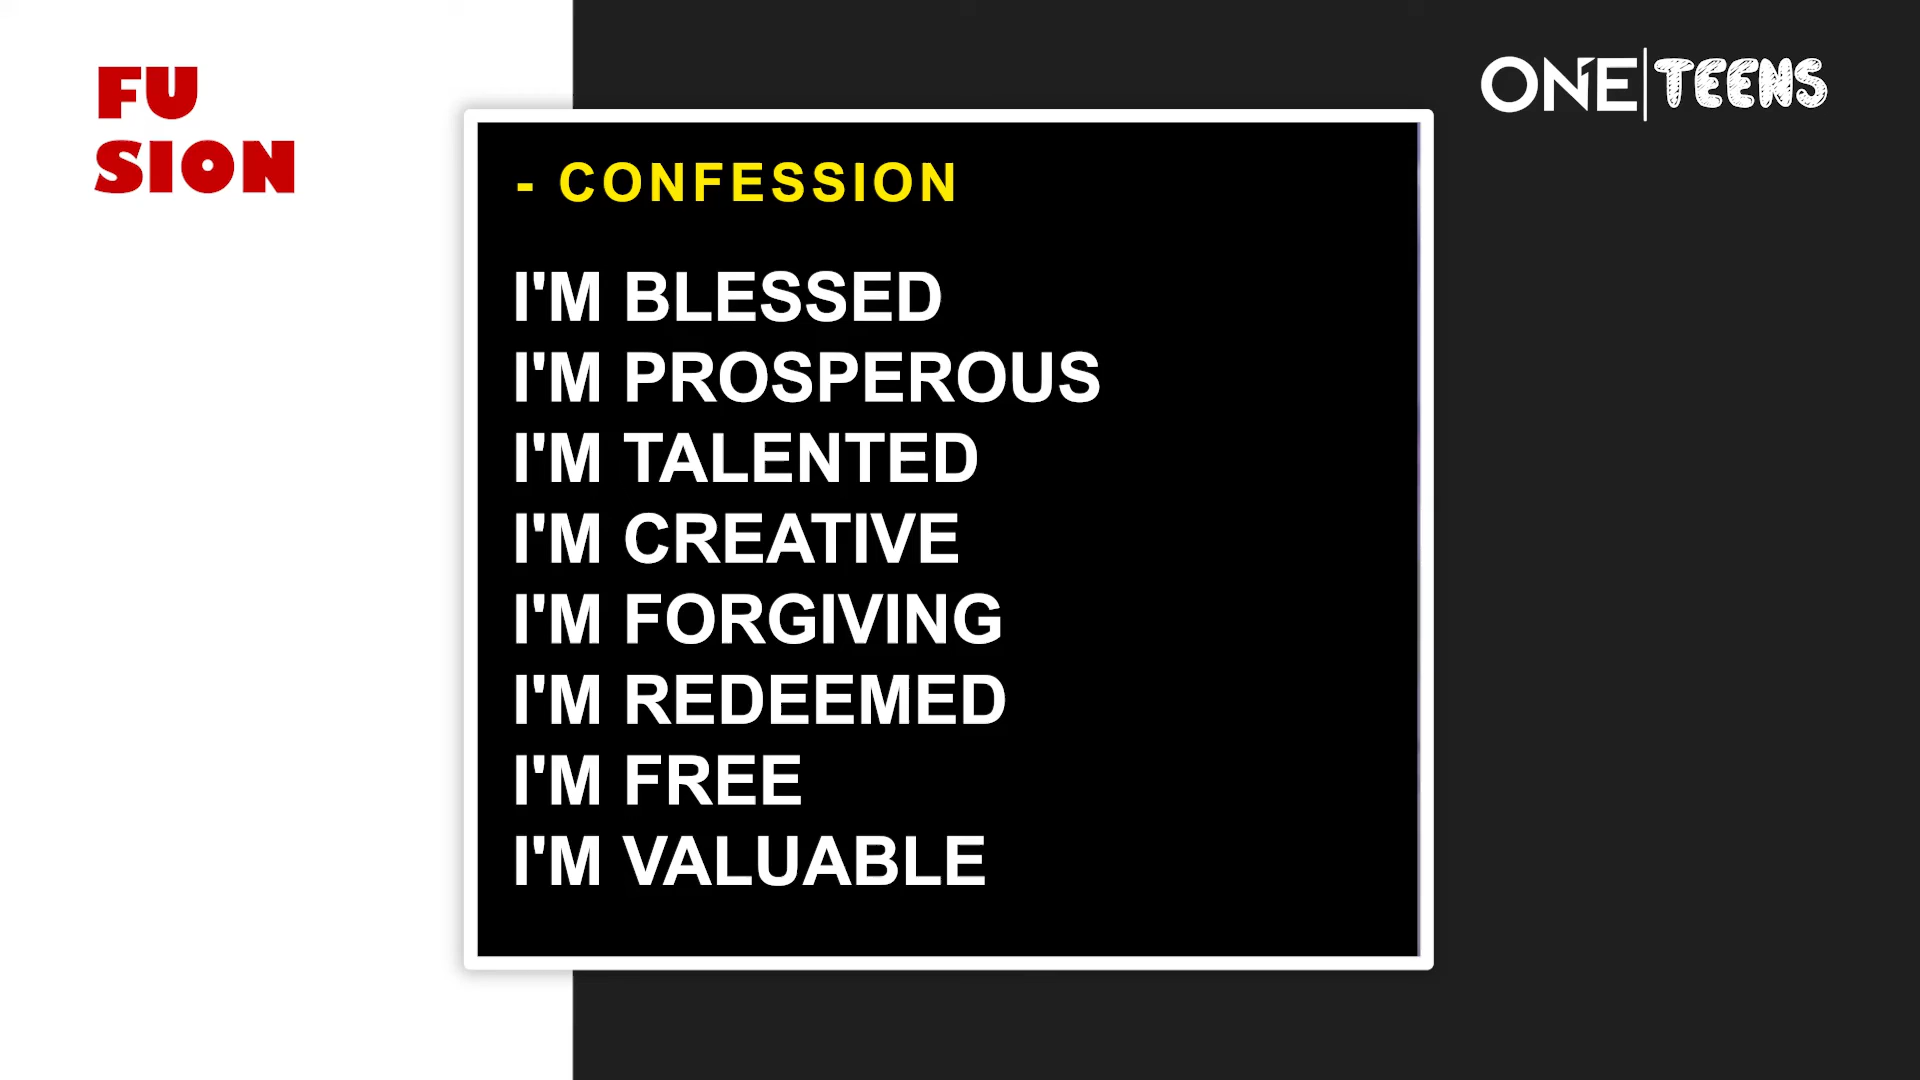 FU
SION
ONE|TEENS
- CONFESSION
I'M BLESSED
I'M PROSPEROUS
I'M TALENTED
I'M CREATIVE
I'M FORGIVING
I'M REDEEMED
I'M FREE
I'M VALUABLE